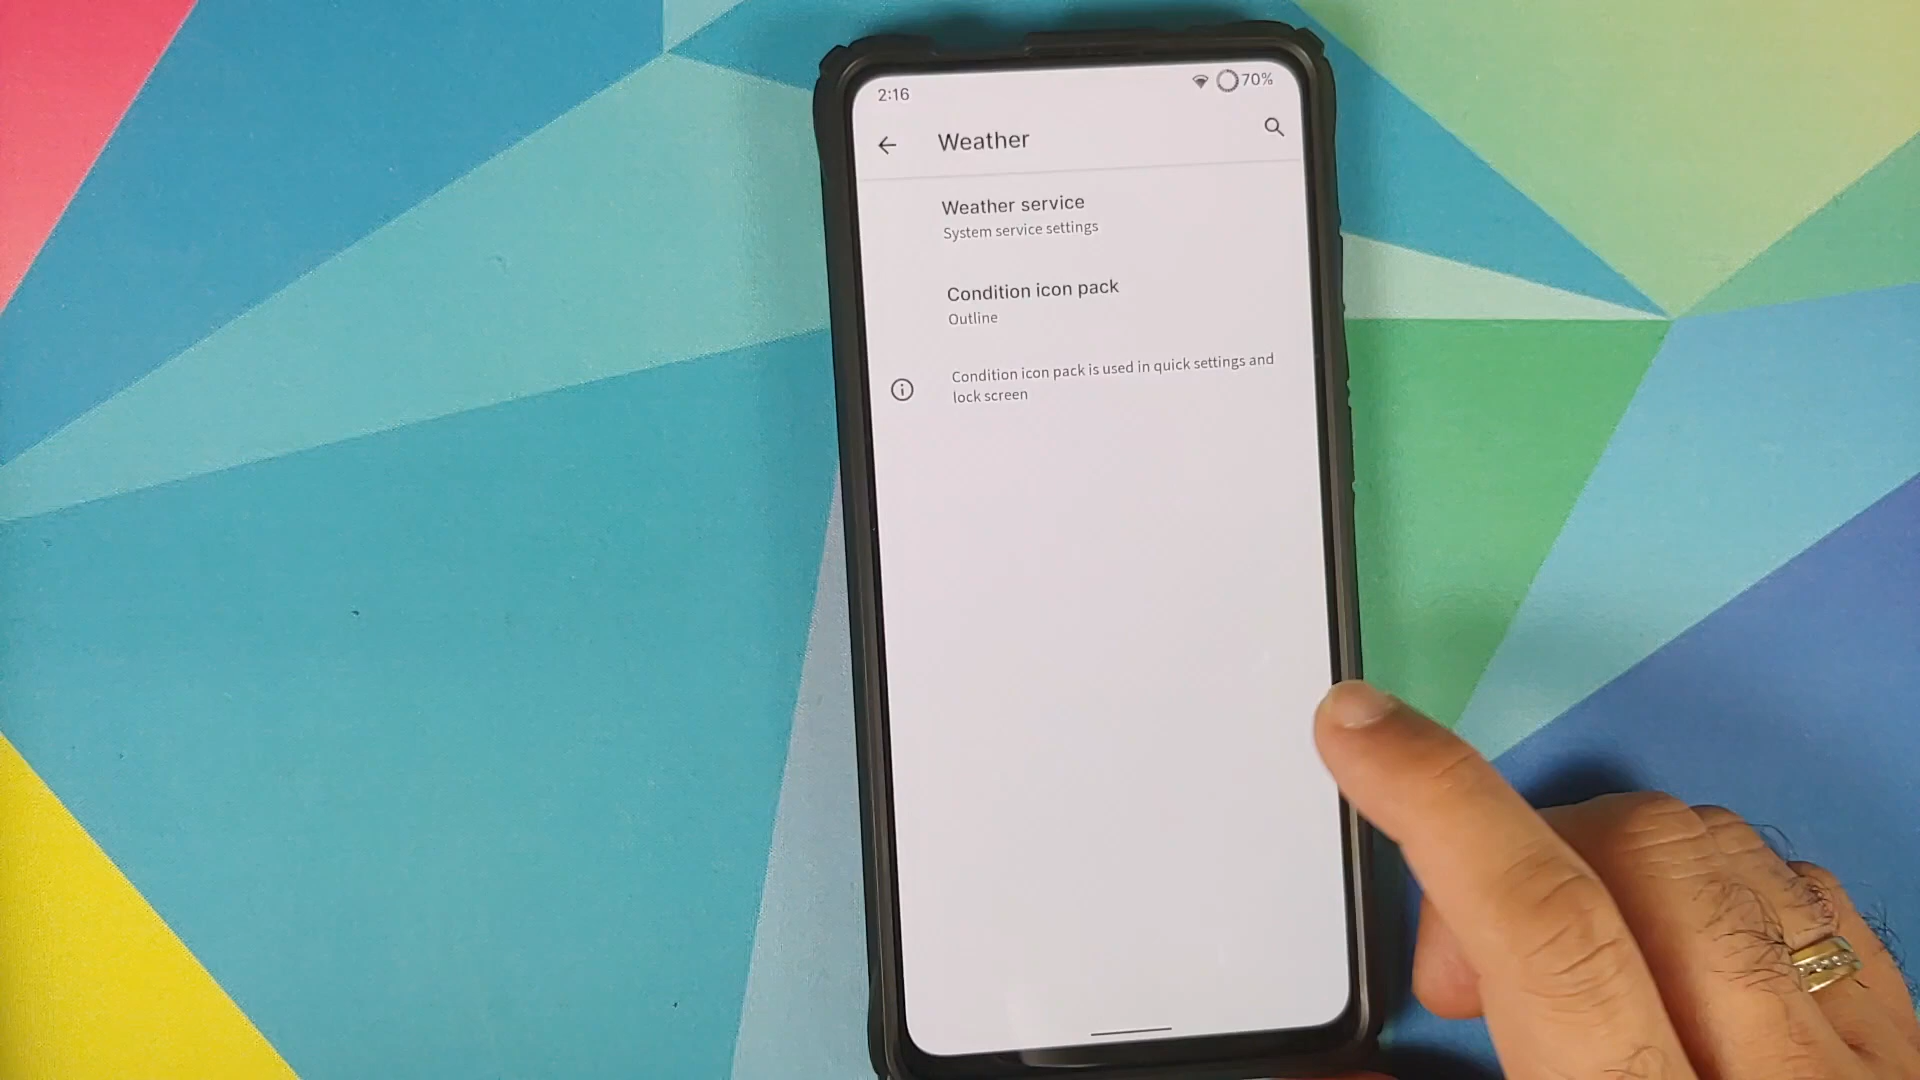 2:16
70%
Weather
Weather service
System service settings
Condition icon pack
Outline
Condition icon pack is used in quick settings and
lock screen